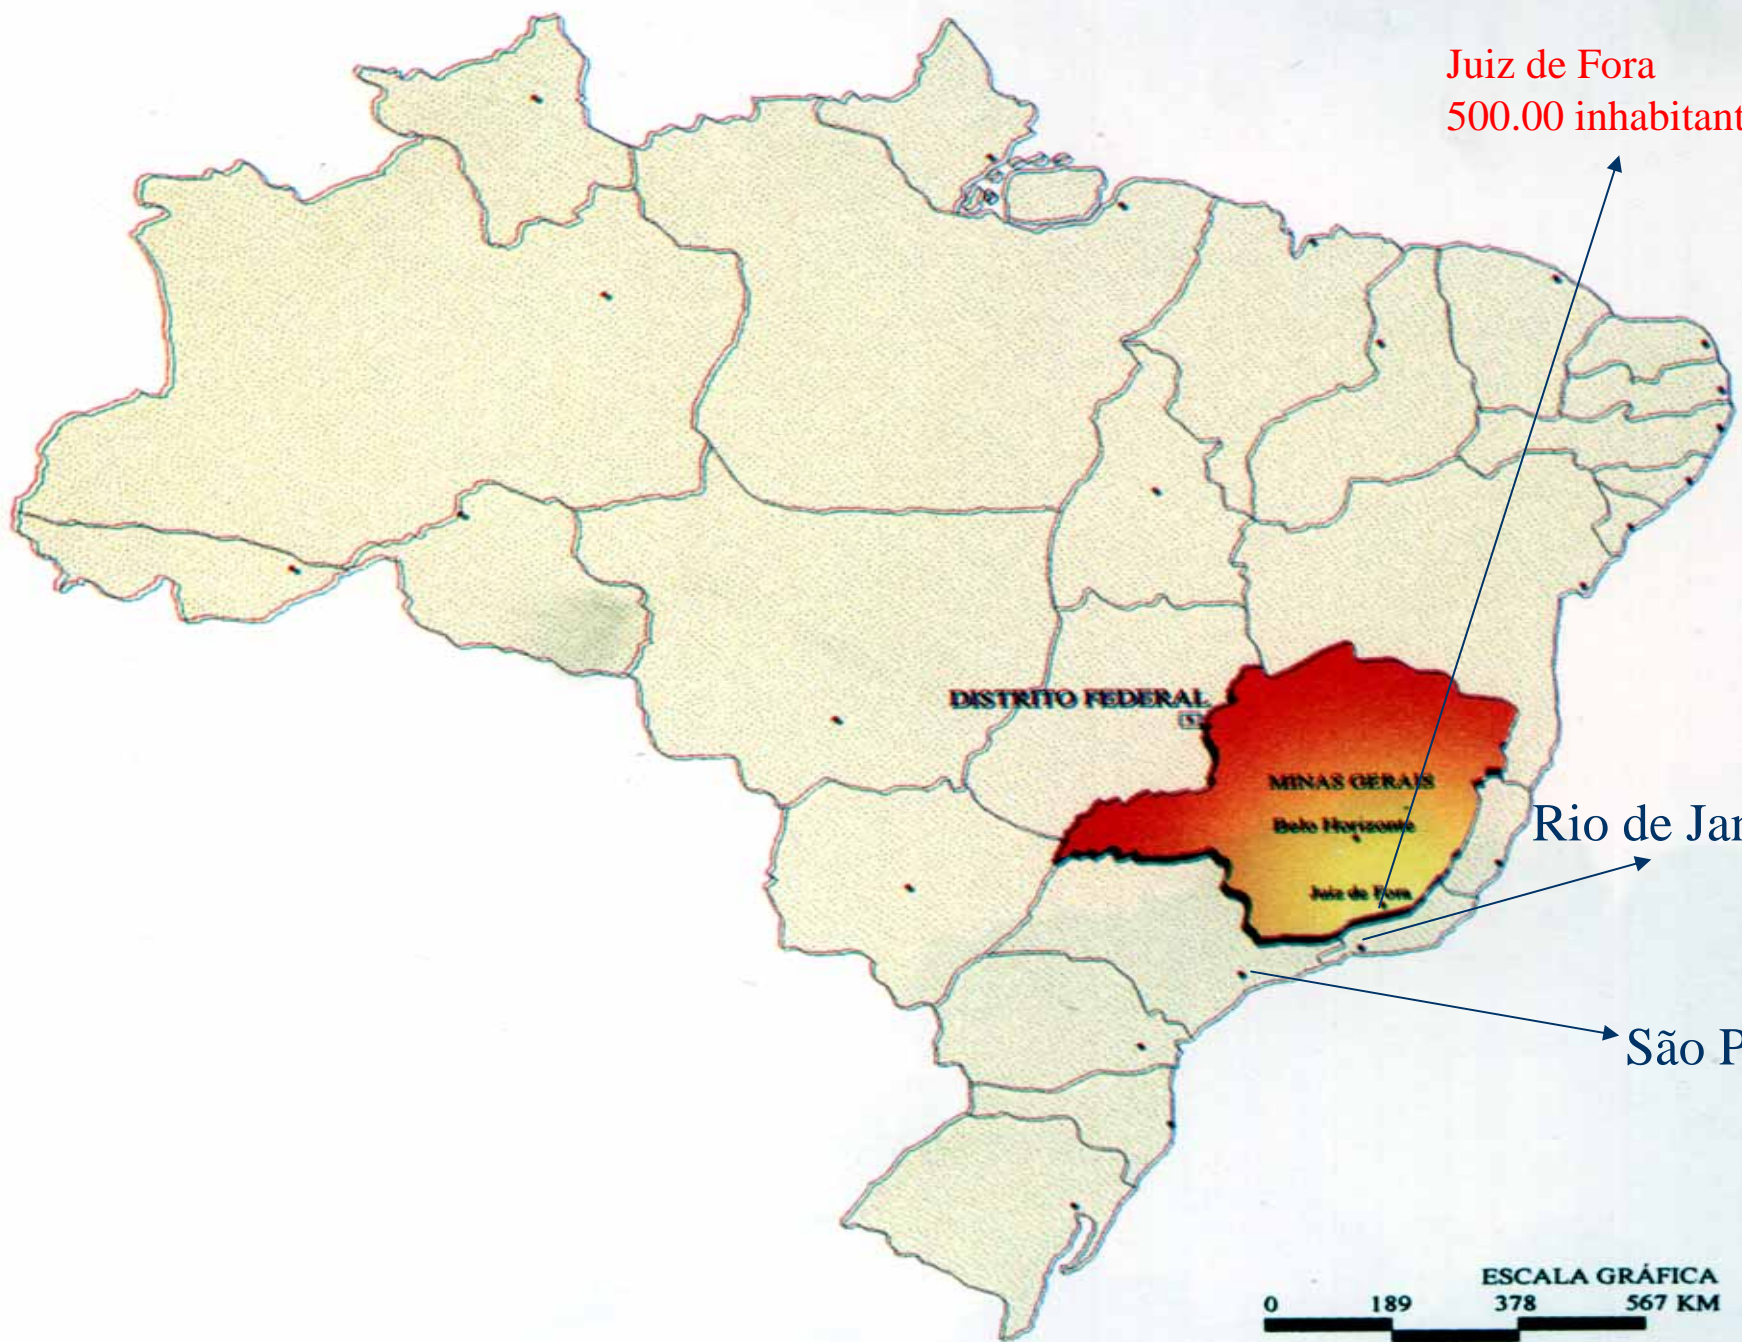 Juiz de Fora
500.00 inhabitant
DISTRITO FEDERAL
MINAS GERAIS
Belo Horizonte
Rio de Jan
Juiz de Fora
São P
ESCALA GRÁFICA
0 189 378 567 KM